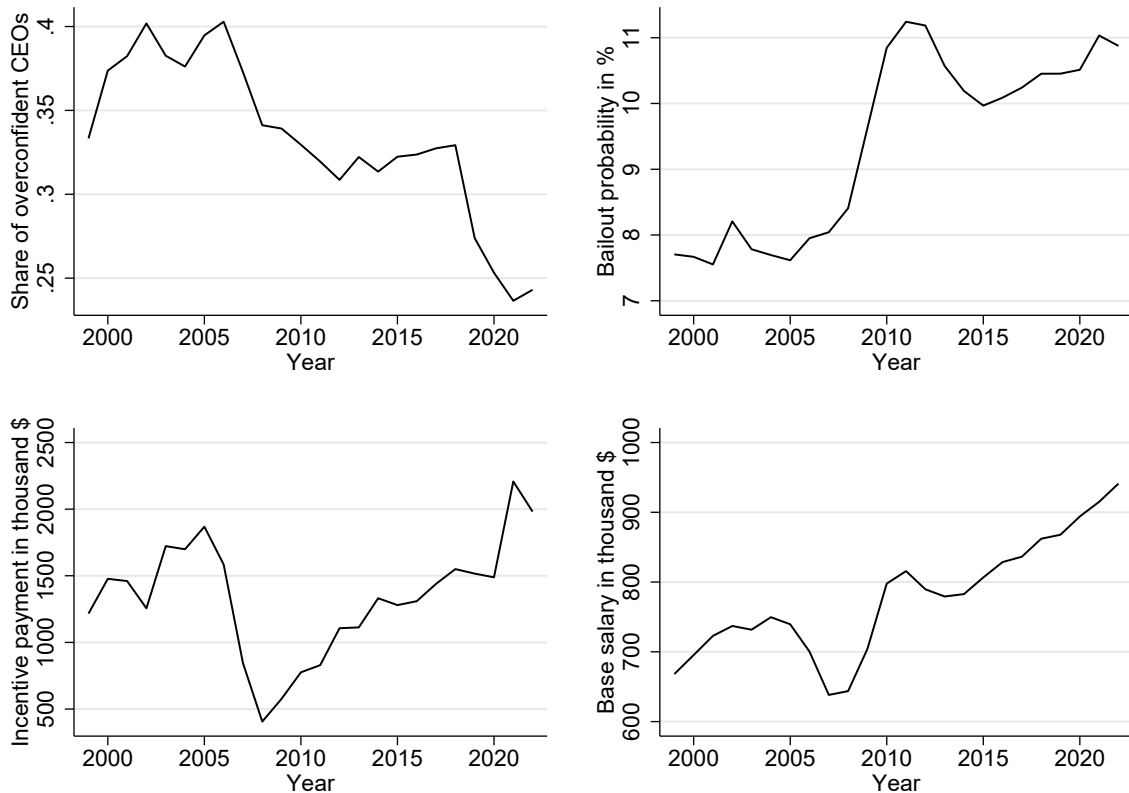 Share of overconfident CEOs
.4
.35
.3
.25
2000 2005 2010 2015 2020
Year
Bailout probability in %
11
10
9
8
7
2000 2005 2010 2015 2020
Year
Incentive payment in thousand $
2500
2000
1500
1000
500
2000 2005 2010 2015 2020
Year
Base salary in thousand $
1000
900
800
700
600
2000 2005 2010 2015 2020
Year